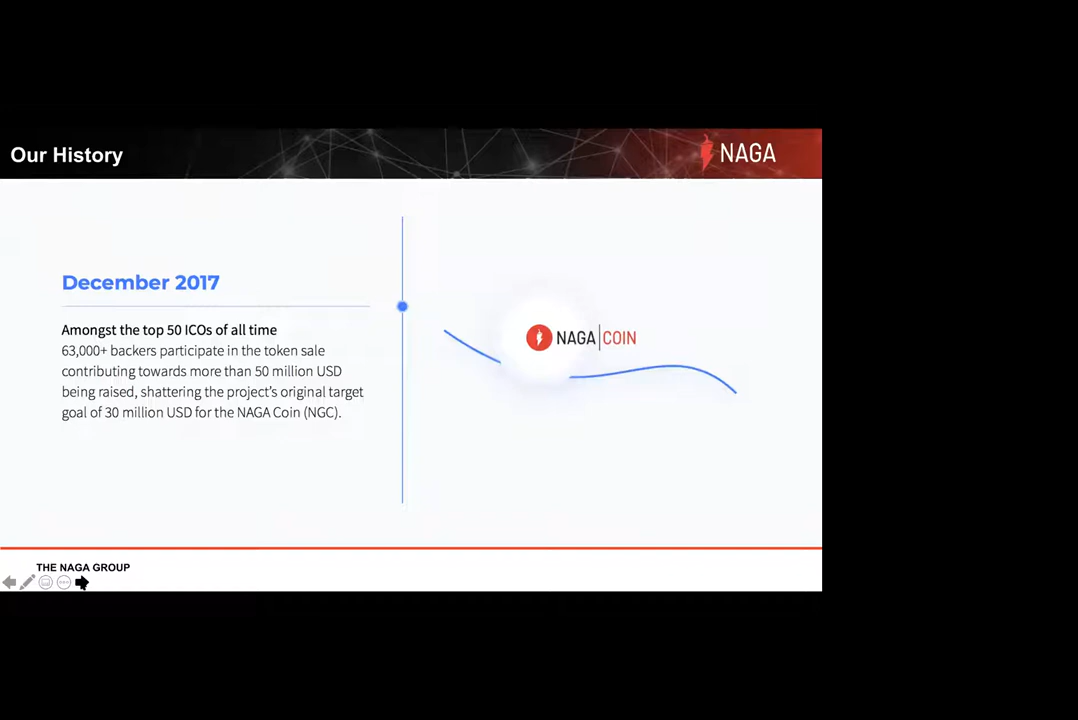 Our History
NAGA
December 2017
Amongst the top 50 ICOs of all time
63,000+ backers participate in the token sale
contributing towards more than 50 million USD
being raised, shattering the project's original target
goal of 30 million USD for the NAGA Coin (NGC).
NAGA|COIN
THE NAGA GROUP